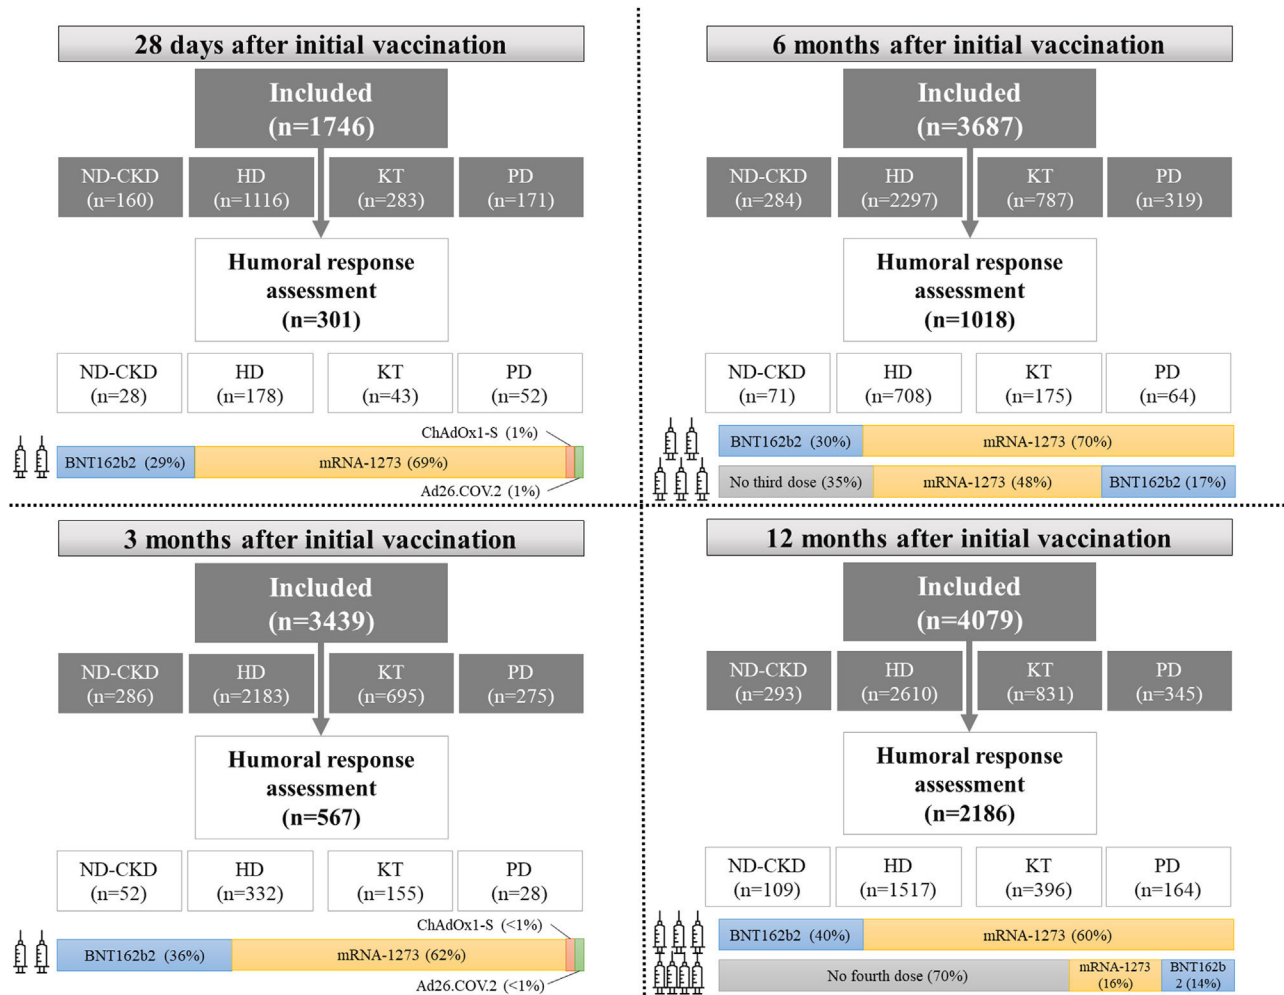 28 days after initial vaccination
Included
(n=1746)
ND-CKD
(n=160)
HD
(n=1116)
KT
(n=283)
PD
(n=171)
Humoral response
assessment
(n=301)
ND-CKD
(n=28)
HD
(n=178)
KT
(n=43)
PD
(n=52)
ChAdOx1-S (1%)
BNT162b2 (29%)
mRNA-1273 (69%)
Ad26.COV.2 (1%)
6 months after initial vaccination
Included
(n=3687)
ND-CKD
(n=284)
HD
(n=2297)
KT
(n=787)
PD
(n=319)
Humoral response
assessment
(n=1018)
ND-CKD
(n=71)
HD
(n=708)
KT
(n=175)
PD
(n=64)
BNT162b2 (30%)
mRNA-1273 (70%)
No third dose (35%)
mRNA-1273 (48%)
BNT162b2 (17%)
3 months after initial vaccination
Included
(n=3439)
ND-CKD
(n=286)
HD
(n=2183)
KT
(n=695)
PD
(n=275)
Humoral response
assessment
(n=567)
ND-CKD
(n=52)
HD
(n=332)
KT
(n=155)
PD
(n=28)
ChAdOx1-S (<1%)
BNT162b2 (36%)
mRNA-1273 (62%)
Ad26.COV.2 (<1%)
12 months after initial vaccination
Included
(n=4079)
ND-CKD
(n=293)
HD
(n=2610)
KT
(n=831)
PD
(n=345)
Humoral response
assessment
(n=2186)
ND-CKD
(n=109)
HD
(n=1517)
KT
(n=396)
PD
(n=164)
BNT162b2 (40%)
mRNA-1273 (60%)
No fourth dose (70%)
mRNA-1273
(16%)
BNT162b
2 (14%)